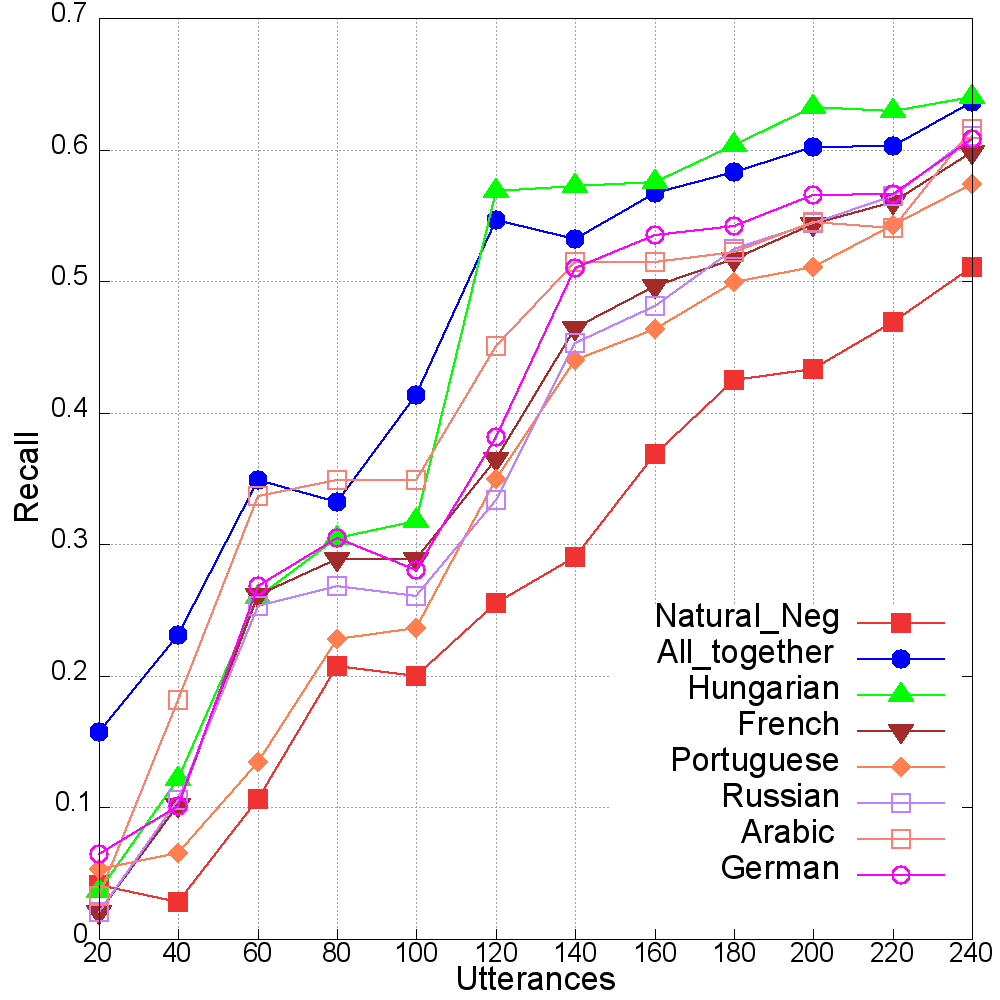 0.7
0.6
0.5
0.4
0.3
0.2
0.1
0
Recall
Natural_Neg
All_together
Hungarian
French
Portuguese
Russian
Arabic
German
20 40 60 80 100 120 140 160 180 200 220 240
Utterances